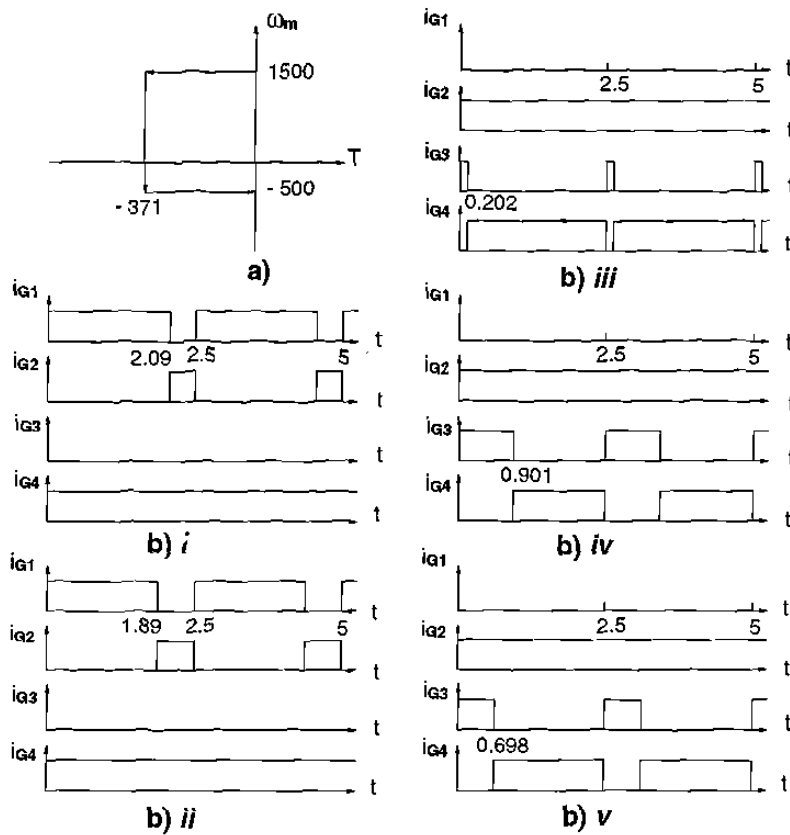 ωm
1500
T
- 500
- 371
a)
iG1
t
2.09
2.5
5
iG2
t
iG3
t
iG4
t
b) i
iG1
t
1.89
2.5
5
iG2
t
iG3
t
iG4
t
b) ii
iG1
t
2.5
5
iG2
t
iG3
t
0.202
iG4
t
b) iii
iG1
t
2.5
5
iG2
t
iG3
t
0.901
iG4
t
b) iv
iG1
t
2.5
5
iG2
t
iG3
t
0.698
iG4
t
b) v